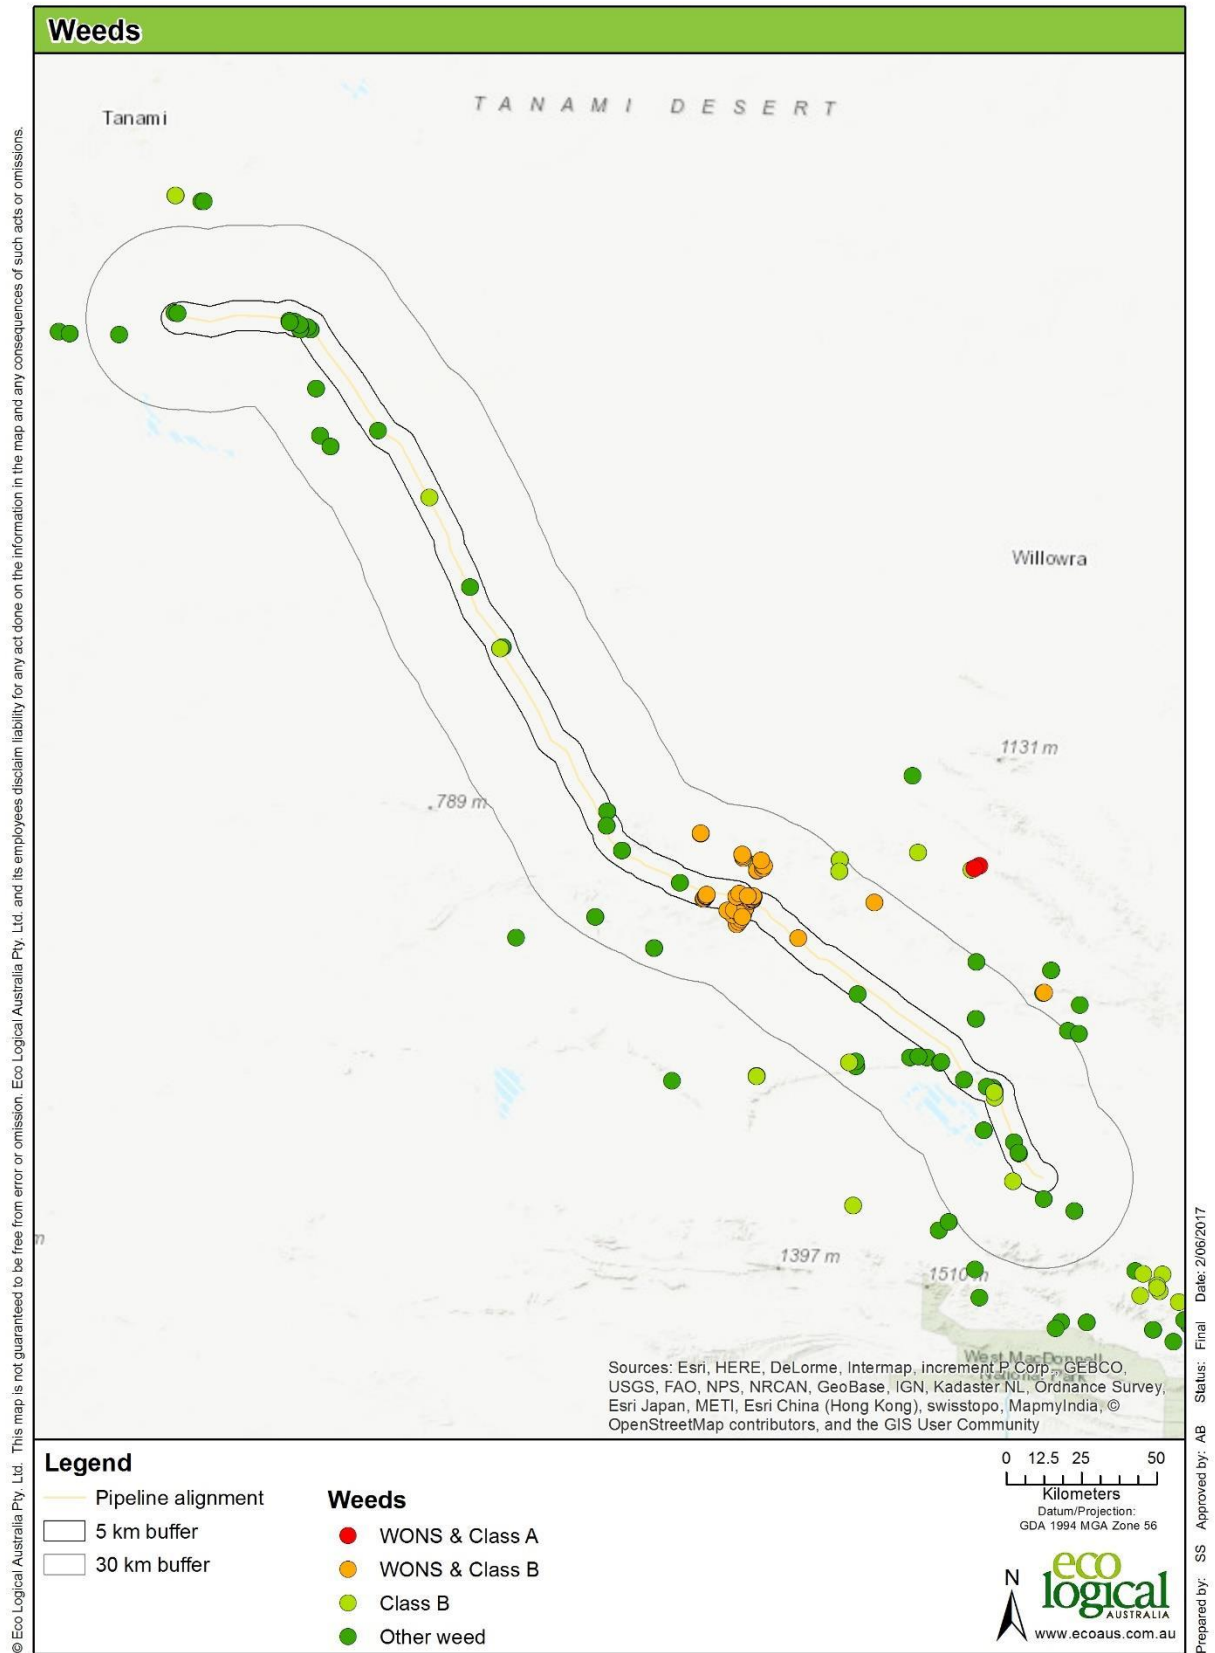 Weeds
TANAMI DESERT
Tanami
Willowra
1131 m
789 m
m
1397 m
1510 m
West MacDonnell
National Park
Sources: Esri, HERE, DeLorme, Intermap, increment P Corp., GEBCO,
USGS, FAO, NPS, NRCAN, GeoBase, IGN, Kadaster NL, Ordnance Survey,
Esri Japan, METI, Esri China (Hong Kong), swisstopo, MapmyIndia, ©
OpenStreetMap contributors, and the GIS User Community
Legend
Pipeline alignment
5 km buffer
30 km buffer
Weeds
WONS & Class A
WONS & Class B
Class B
Other weed
0 12.5 25 50
Kilometers
Datum/Projection:
GDA 1994 MGA Zone 56
N
eco
logical
AUSTRALIA
www.ecoaus.com.au
© Eco Logical Australia Pty. Ltd. This map is not guaranteed to be free from error or omission. Eco Logical Australia Pty. Ltd. and its employees disclaim liability for any act done on the information in the map and any consequences of such acts or omissions.
Prepared by: SS Approved by: AB Status: Final Date: 2/06/2017